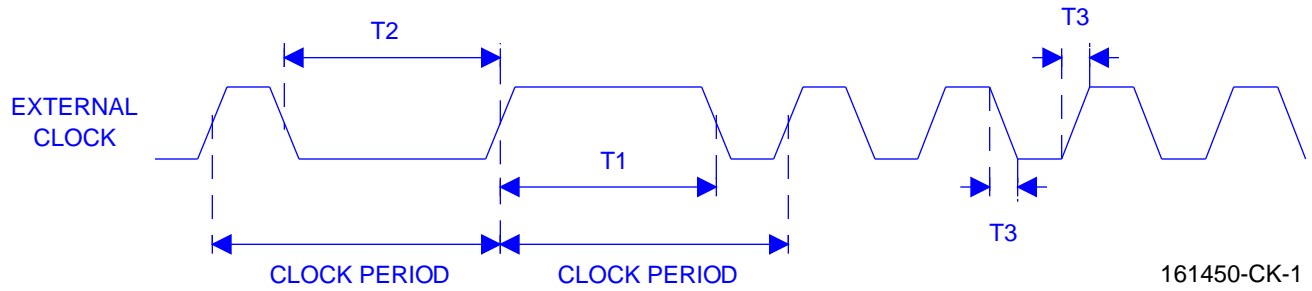 T2
T3
EXTERNAL
CLOCK
T1
T3
CLOCK PERIOD
CLOCK PERIOD
161450-CK-1